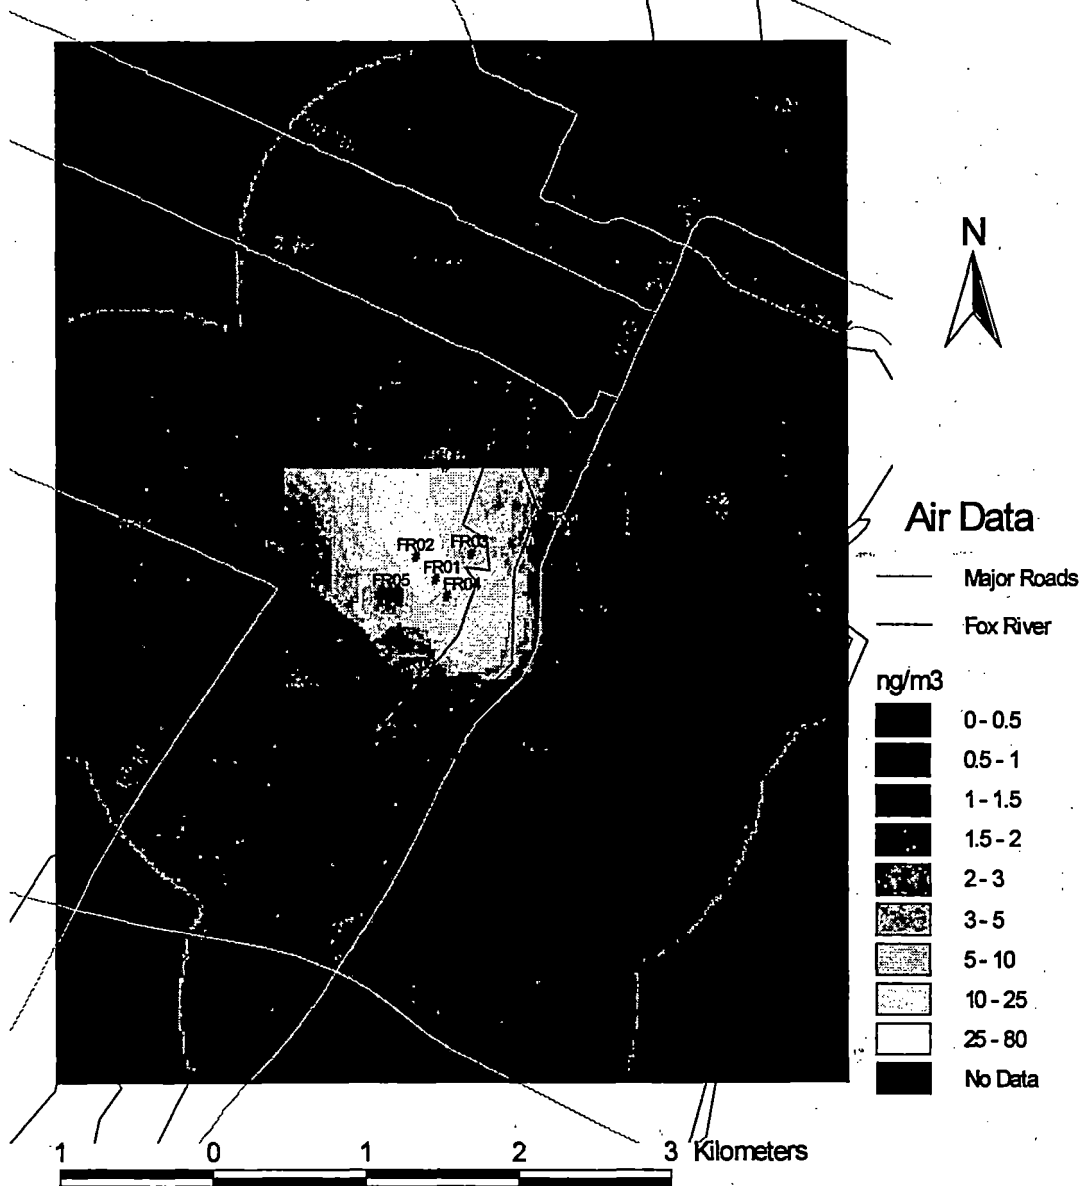 N
Air Data
Major Roads
Fox River
ng/m3
0 - 0.5
0.5 - 1
1 - 1.5
1.5 - 2
2 - 3
3 - 5
5 - 10
10 - 25
25 - 80
No Data
FR02
FR03
FR01
FR05
FR04
1 0 1 2 3 Kilometers